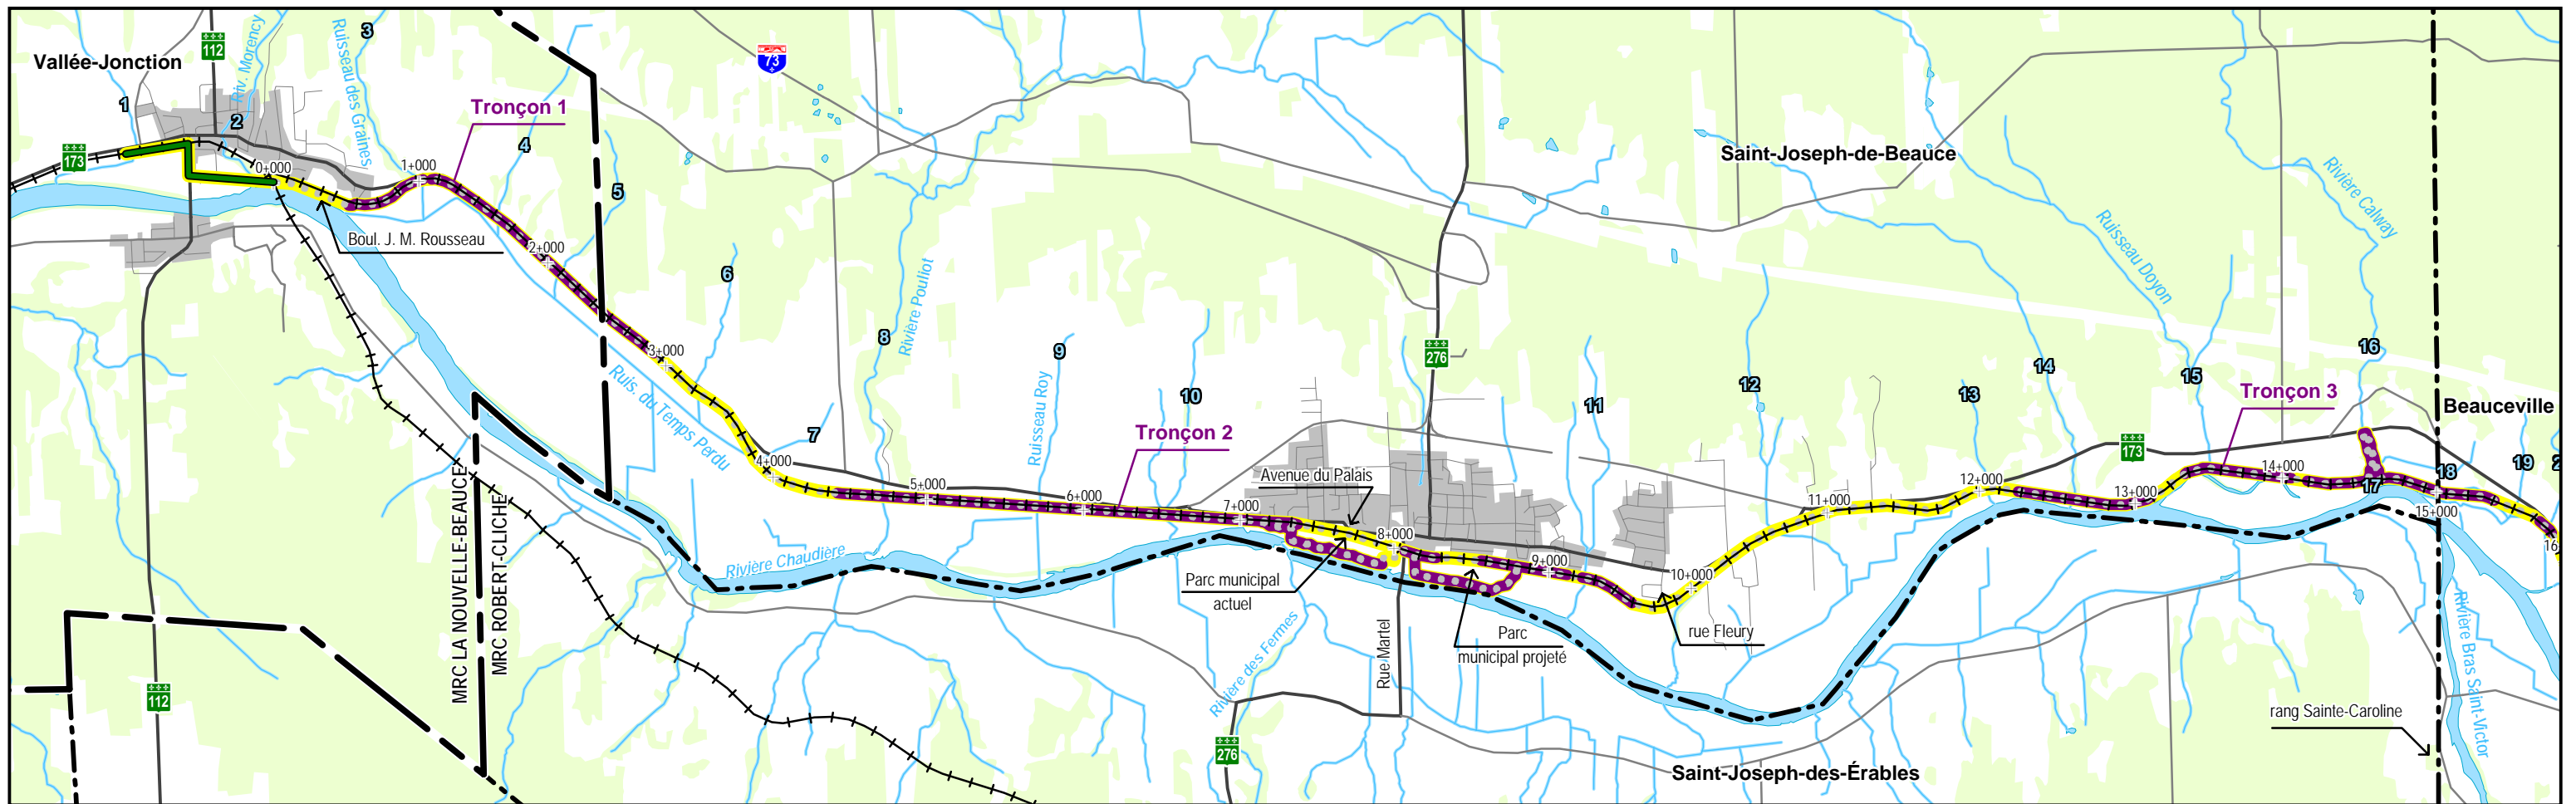 Vallée-Jonction
112
Riv. Morency
Ruisseau des Graines
3
73
1
2
173
0+000
1+000
Tronçon 1
4
5
Boul. J. M. Rousseau
2+000
3+000
6
Ruis. du Temps Perdu
7
4+000
8
Rivière Pouliot
5+000
Ruisseau Roy
9
6+000
10
Tronçon 2
7+000
Avenue du Palais
8+000
276
11
9+000
10+000
12
11+000
13
12+000
14
13+000
15
Saint-Joseph-de-Beauce
Ruisseau Doyon
Rivière Calway
16
173
Tronçon 3
14+000
17
18
15+000
Beauceville
19
2
16
MRC LA NOUVELLE-BEAUCE
MRC ROBERT-CLICHE
Rivière Chaudière
Parc municipal
actuel
Rivière des Fermes
Rue Martel
Parc
municipal projeté
rue Fleury
Rivière Bras Saint-Victor
rang Sainte-Caroline
112
276
Saint-Joseph-des-Érables